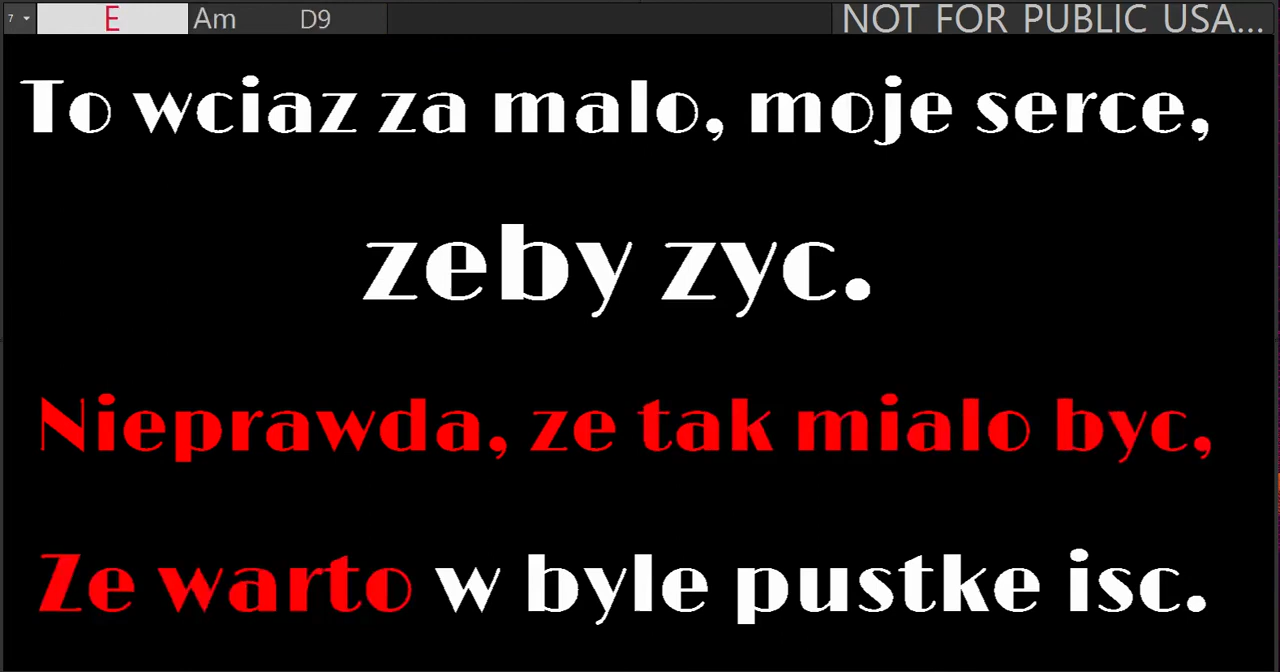 7 E Am D9 NOT FOR PUBLIC USA...
To wciaz za malo, moje serce,
zeby zyc.
Nieprawda, ze tak mialo byc,
Ze warto w byle pustke isc.